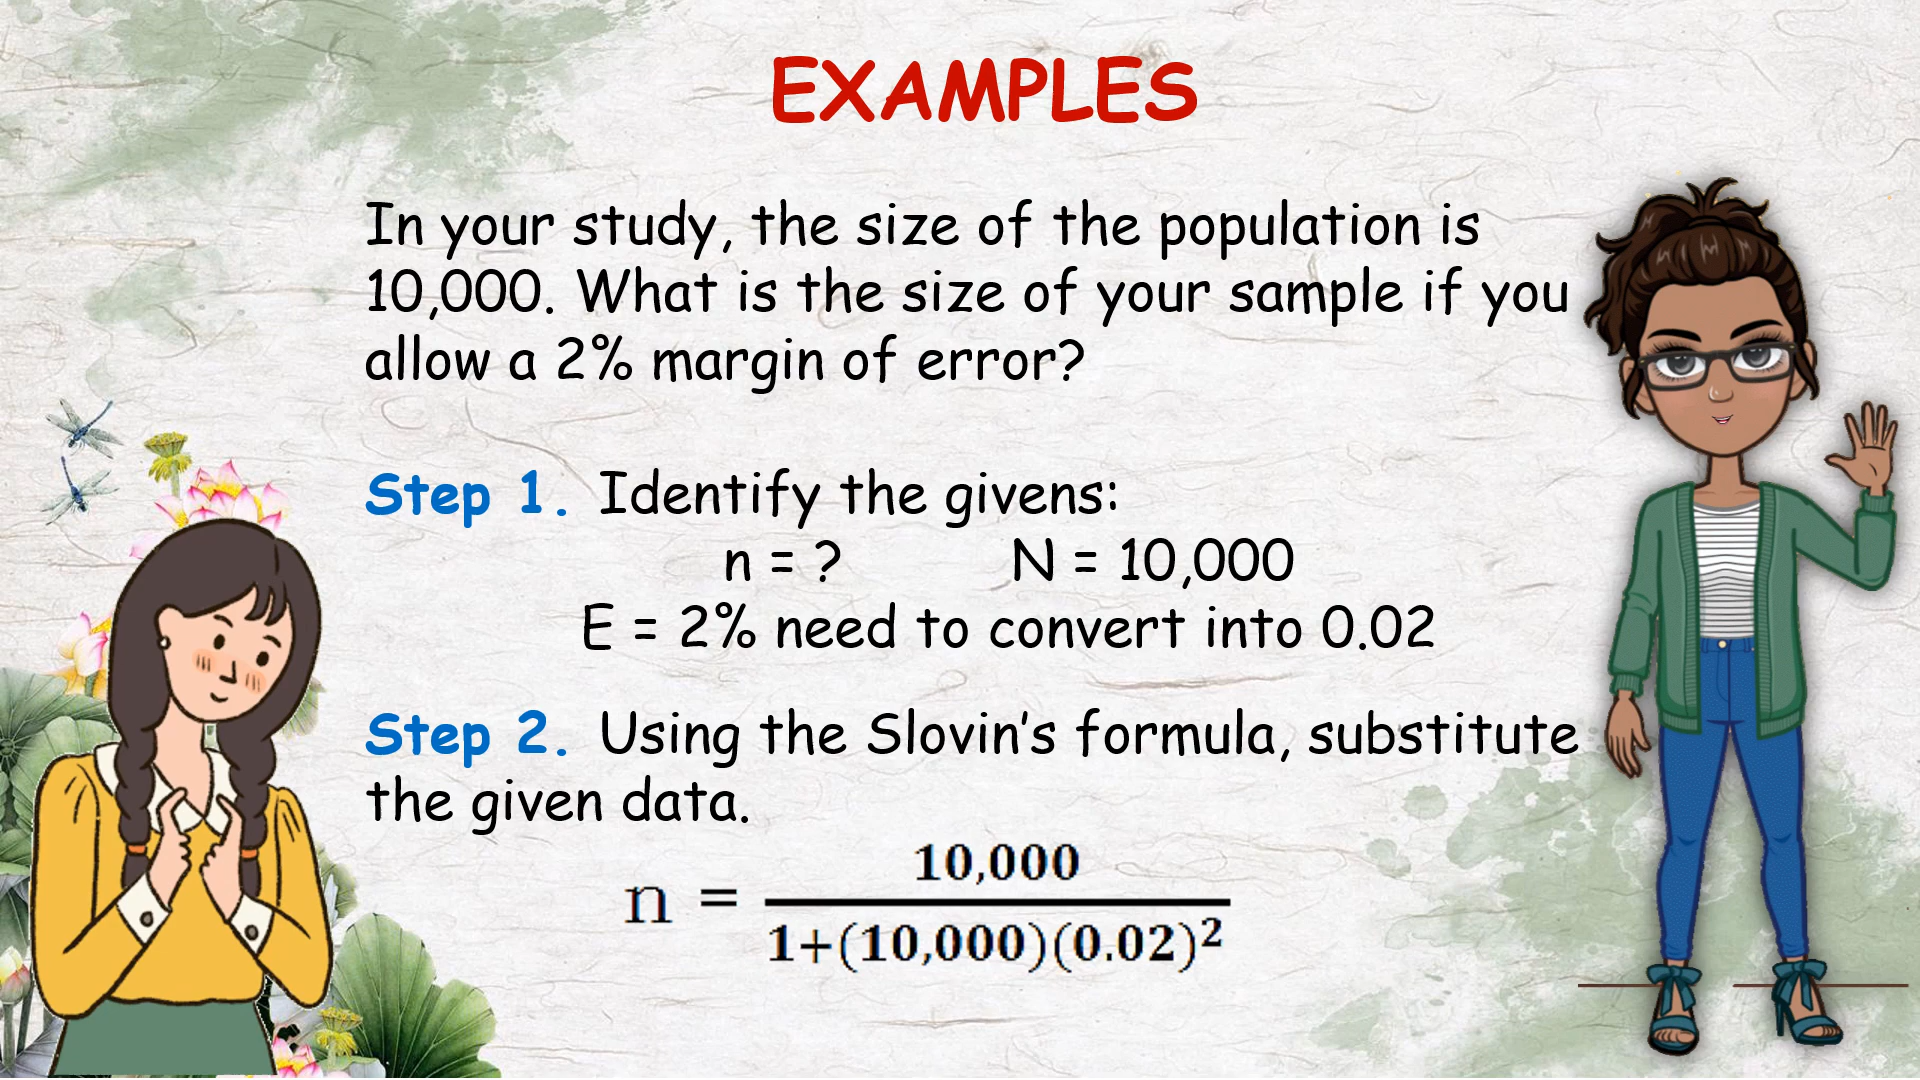 EXAMPLES
In your study, the size of the population is
10,000. What is the size of your sample if you
allow a 2% margin of error?
Step 1. Identify the givens:
n = ? N = 10,000
E = 2% need to convert into 0.02
Step 2. Using the Slovin’s formula, substitute
the given data.
n = 10,000
1+(10,000)(0.02)²